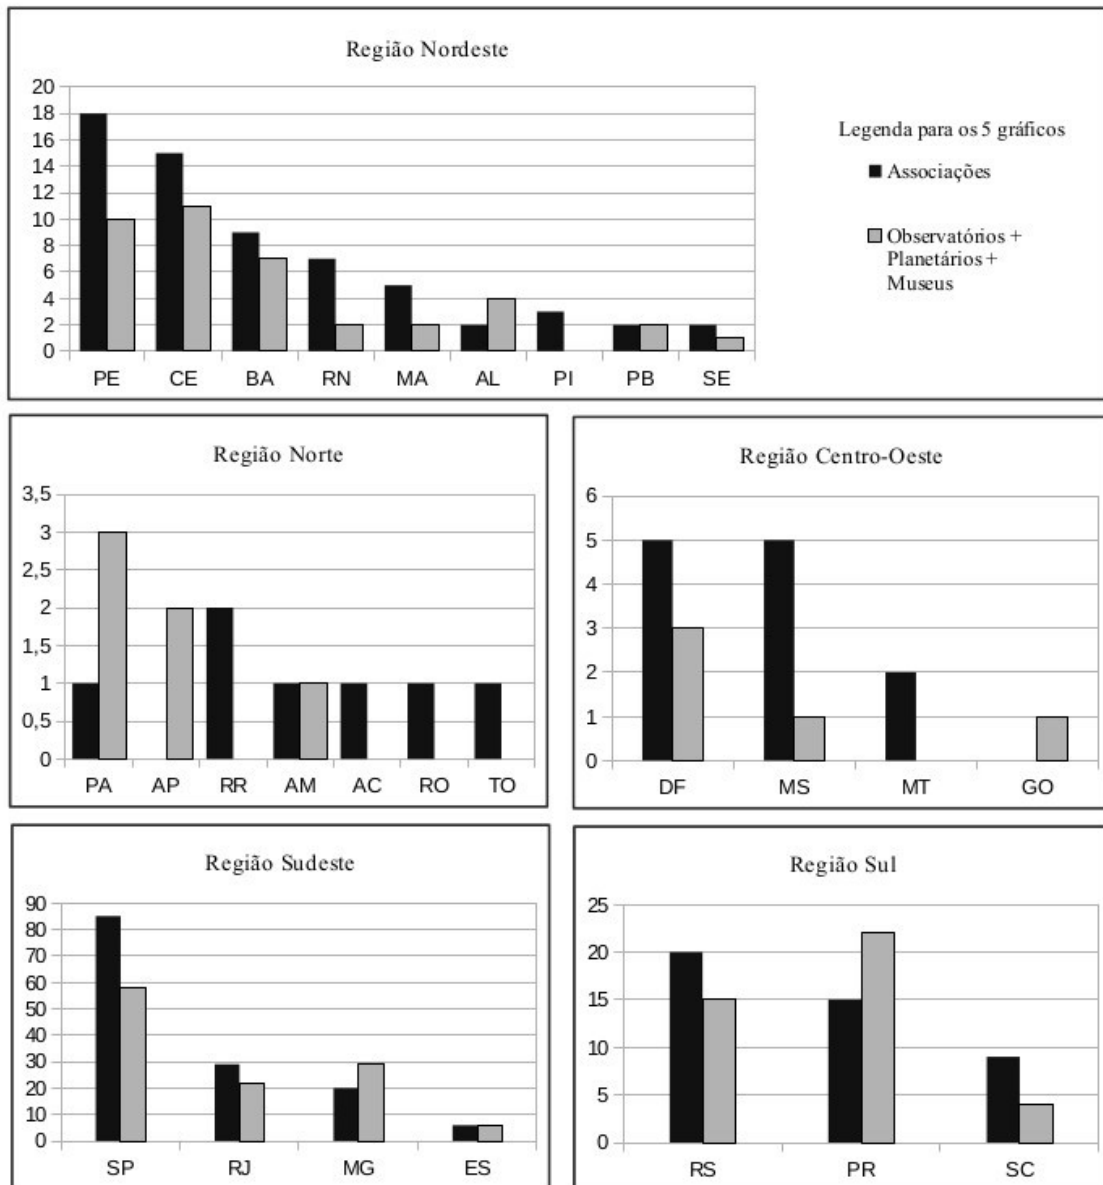 Região Nordeste
20
18
16
14
12
10
8
6
4
2
0
PE CE BA RN MA AL PI PB SE
Legenda para os 5 gráficos
Associações
Observatórios +
Planetários +
Museus
Região Norte
3,5
3
2,5
2
1,5
1
0,5
0
PA AP RR AM AC RO TO
Região Centro-Oeste
6
5
4
3
2
1
0
DF MS MT GO
Região Sudeste
90
80
70
60
50
40
30
20
10
0
SP RJ MG ES
Região Sul
25
20
15
10
5
0
RS PR SC